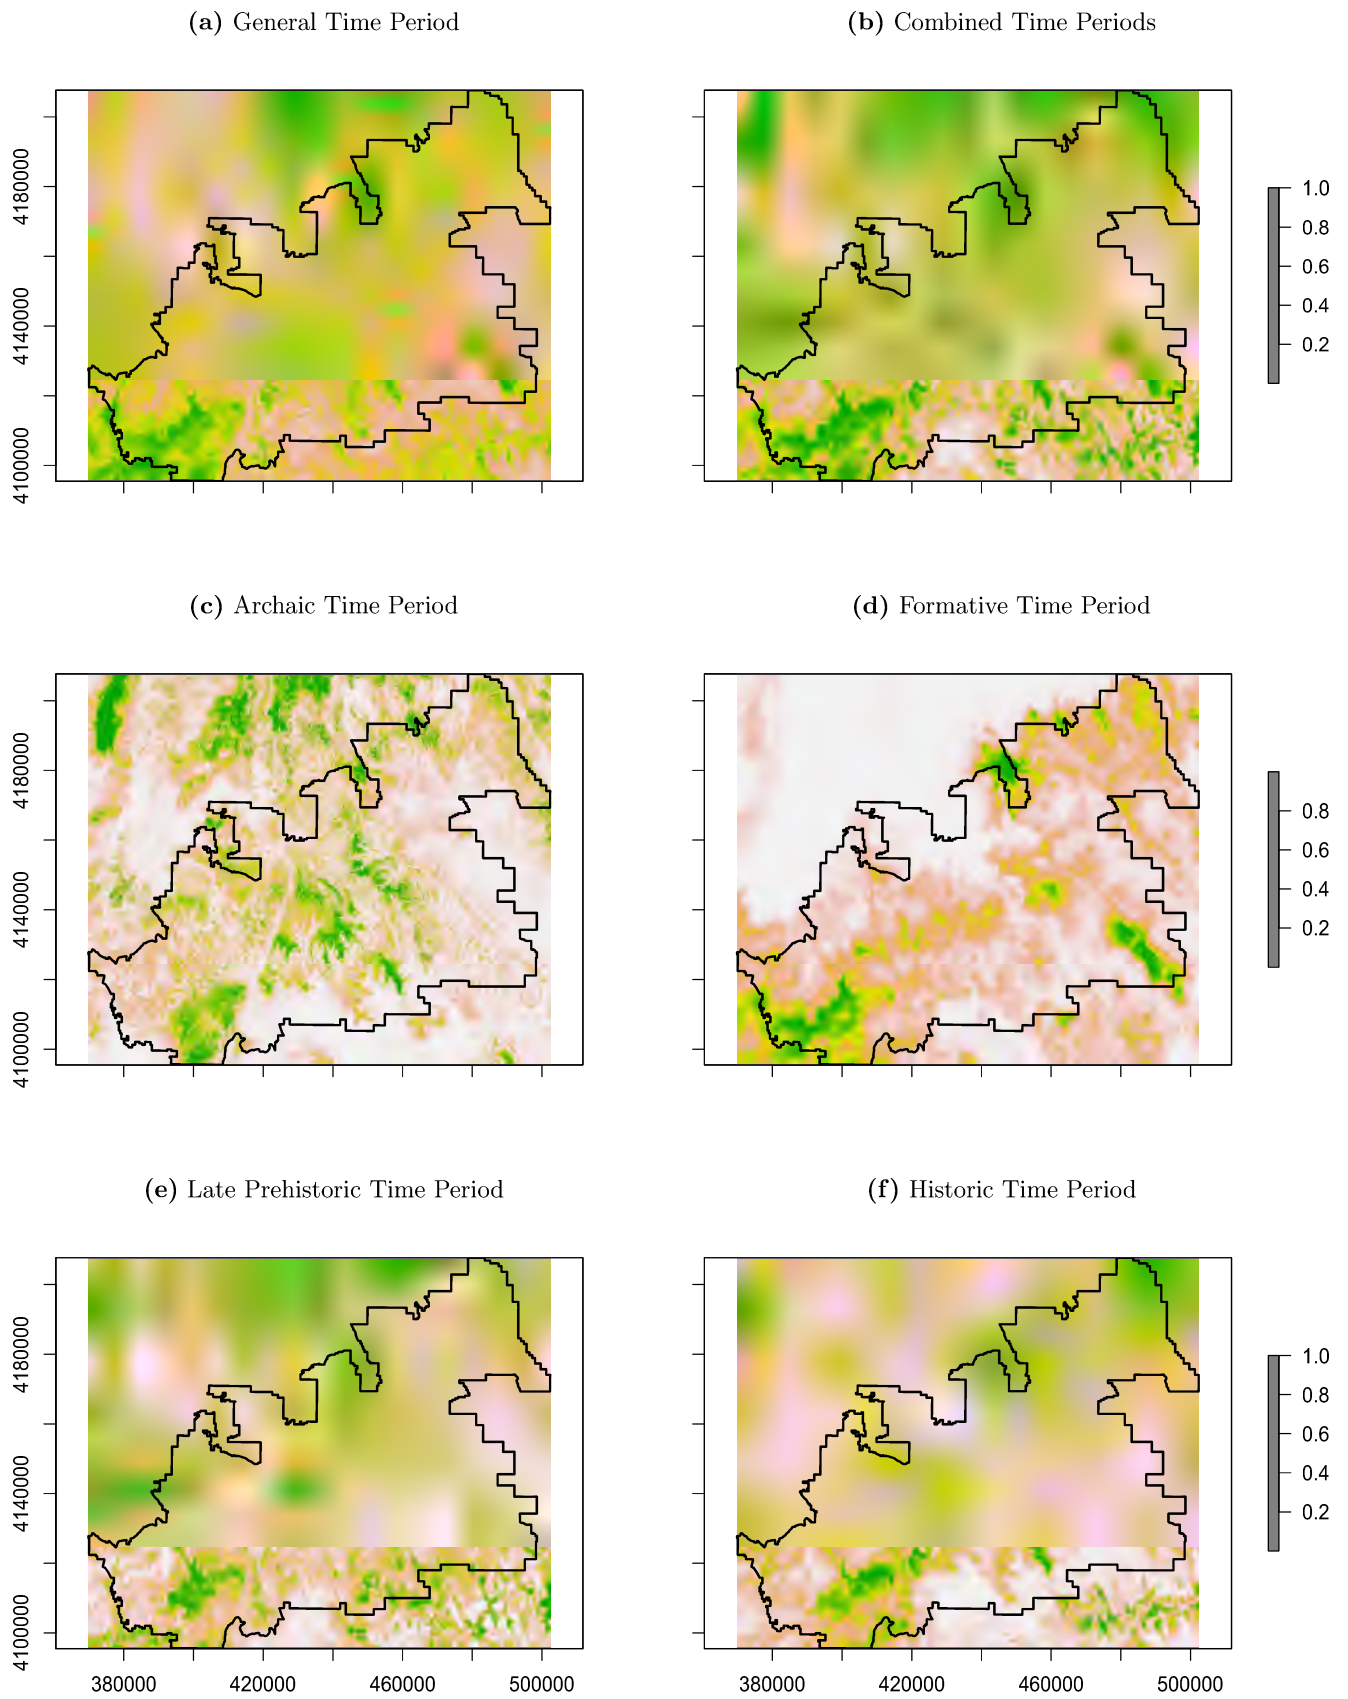 (a) General Time Period
(b) Combined Time Periods
4180000
4140000
4100000
1.0
0.8
0.6
0.4
0.2
(c) Archaic Time Period
(d) Formative Time Period
4180000
4140000
4100000
0.8
0.6
0.4
0.2
(e) Late Prehistoric Time Period
(f) Historic Time Period
4180000
4140000
4100000
1.0
0.8
0.6
0.4
0.2
380000 420000 460000 500000
380000 420000 460000 500000